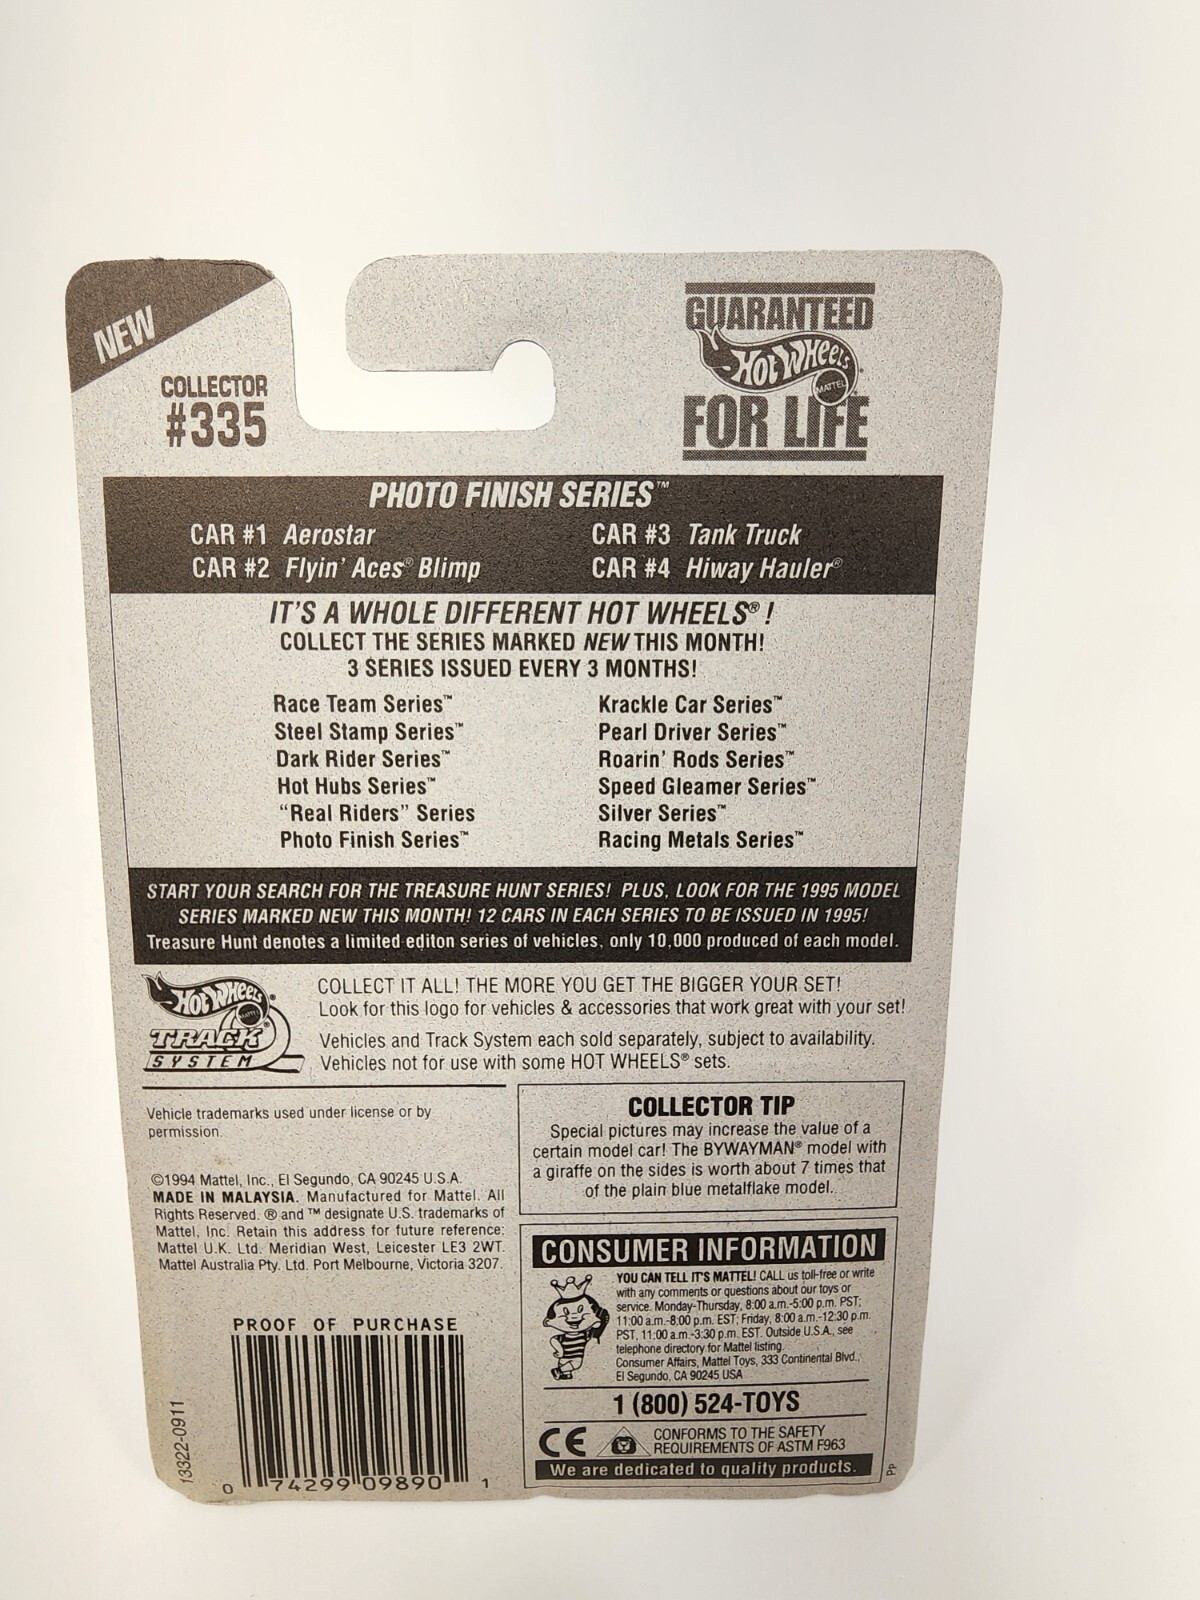 NEW
COLLECTOR
#335
GUARANTEED
HOT WHEELS
MATTEL
FOR LIFE
PHOTO FINISH SERIES™
CAR #1 Aerostar
CAR #2 Flyin' Aces® Blimp
CAR #3 Tank Truck
CAR #4 Hiway Hauler®
IT'S A WHOLE DIFFERENT HOT WHEELS®!
COLLECT THE SERIES MARKED NEW THIS MONTH!
3 SERIES ISSUED EVERY 3 MONTHS!
Race Team Series™
Steel Stamp Series™
Dark Rider Series™
Hot Hubs Series™
“Real Riders” Series
Photo Finish Series™
Krackle Car Series™
Pearl Driver Series™
Roarin' Rods Series™
Speed Gleamer Series™
Silver Series™
Racing Metals Series™
START YOUR SEARCH FOR THE TREASURE HUNT SERIES! PLUS, LOOK FOR THE 1995 MODEL
SERIES MARKED NEW THIS MONTH! 12 CARS IN EACH SERIES TO BE ISSUED IN 1995!
Treasure Hunt denotes a limited editon series of vehicles, only 10,000 produced of each model.
HOT WHEELS®
MATTEL
TRACK®
SYSTEM
COLLECT IT ALL! THE MORE YOU GET THE BIGGER YOUR SET!
Look for this logo for vehicles & accessories that work great with your set!
Vehicles and Track System each sold separately, subject to availability.
Vehicles not for use with some HOT WHEELS® sets.
Vehicle trademarks used under license or by
permission.
©1994 Mattel, Inc., El Segundo, CA 90245 U.S.A.
MADE IN MALAYSIA. Manufactured for Mattel. All
Rights Reserved. ® and ™ designate U.S. trademarks of
Mattel, Inc. Retain this address for future reference:
Mattel U.K. Ltd. Meridian West, Leicester LE3 2WT.
Mattel Australia Pty. Ltd. Port Melbourne, Victoria 3207.
COLLECTOR TIP
Special pictures may increase the value of a
certain model car! The BYWAYMAN® model with
a giraffe on the sides is worth about 7 times that
of the plain blue metalflake model.
CONSUMER INFORMATION
YOU CAN TELL IT'S MATTEL! CALL us toll-free or write
with any comments or questions about our toys or
service. Monday-Thursday, 8:00 a.m.-5:00 p.m. PST;
11:00 a.m.-8:00 p.m. EST; Friday, 8:00 a.m.-12:30 p.m.
PST, 11:00 a.m.-3:30 p.m. EST. Outside U.S.A., see
telephone directory for Mattel listing.
Consumer Affairs, Mattel Toys, 333 Continental Blvd.,
El Segundo, CA 90245 USA
1 (800) 524-TOYS
CE
CONFORMS TO THE SAFETY
REQUIREMENTS OF ASTM F963
We are dedicated to quality products.
Pp
PROOF OF PURCHASE
0 74299 09890 1
13322-0911